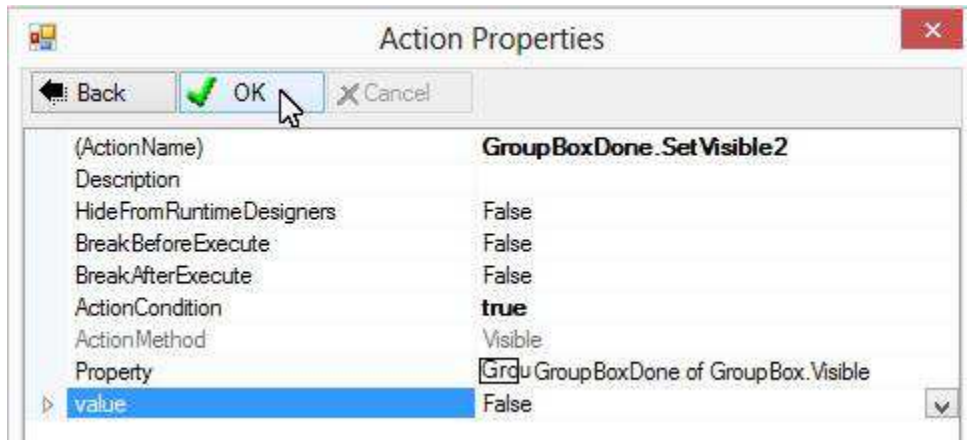 Action Properties
Back OK Cancel
(ActionName) GroupBoxDone.SetVisible2
Description
HideFromRuntimeDesigners False
BreakBeforeExecute False
BreakAfterExecute False
ActionCondition true
ActionMethod Visible
Property Grou GroupBoxDone of GroupBox.Visible
value False